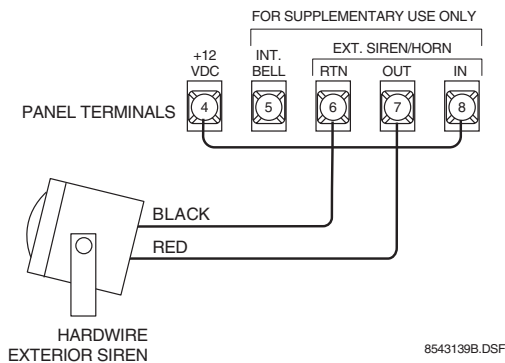 FOR SUPPLEMENTARY USE ONLY
EXT. SIREN/HORN
+12
VDC
INT.
BELL
RTN
OUT
IN
PANEL TERMINALS
4
5
6
7
8
BLACK
RED
HARDWIRE
EXTERIOR SIREN
8543139B.DSF